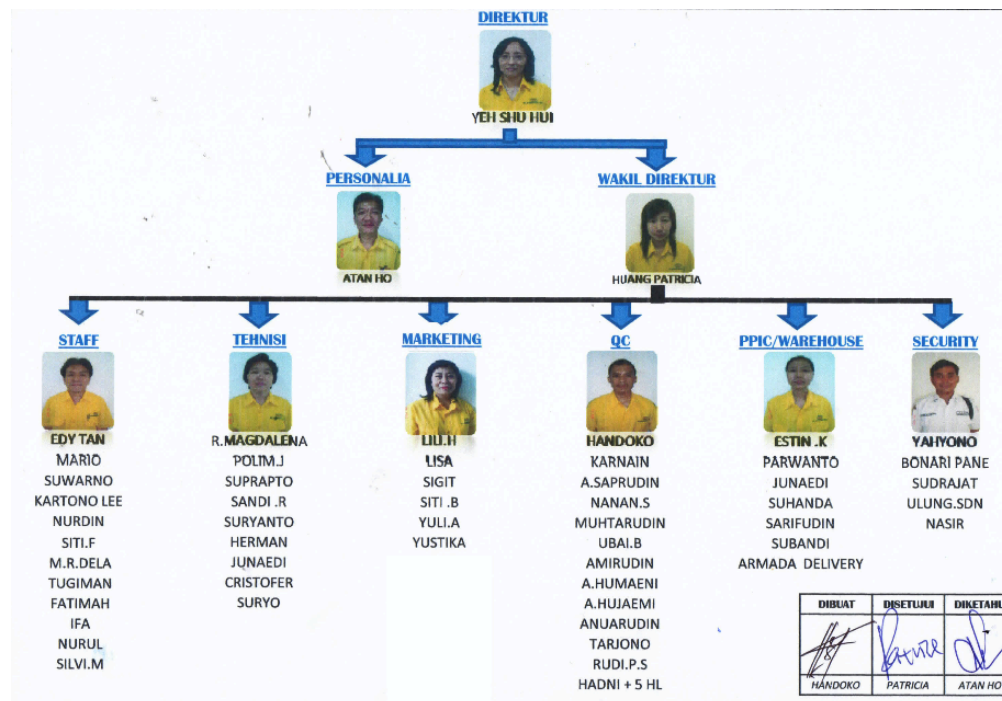 DIREKTUR
YEH SHU HUI
PERSONALIA
WAKIL DIREKTUR
ATAN HO
HUANG PATRICIA
STAFF
EDY TAN
MARIO
SUWARNO
KARTONO LEE
NURDIN
SITI.F
M.R.DELA
TUGIMAN
FATIMAH
IFA
NURUL
SILVI.M
TEHNISI
R.MAGDALENA
POLIM.J
SUPRAPTO
SANDI .R
SURYANTO
HERMAN
JUNAEDI
CRISTOFER
SURYO
MARKETING
LILI.H
LISA
SIGIT
SITI .B
YULI.A
YUSTIKA
QC
HANDOKO
KARNAIN
A.SAPRUDIN
NANAN.S
MUHTARUDIN
UBAI.B
AMIRUDIN
A.HUMAENI
A.HUJAEMI
ANUARUDIN
TARJONO
RUDI.P.S
HADNI + 5 HL
PPIC/WAREHOUSE
ESTIN .K
PARWANTO
JUNAEDI
SUHANDA
SARIFUDIN
SUBANDI
ARMADA DELIVERY
SECURITY
YAHYONO
BONARI PANE
SUDRAJAT
ULUNG.SDN
NASIR
DIBUAT DISETUJUI DIKETAHU
HANDOKO PATRICIA ATAN HO